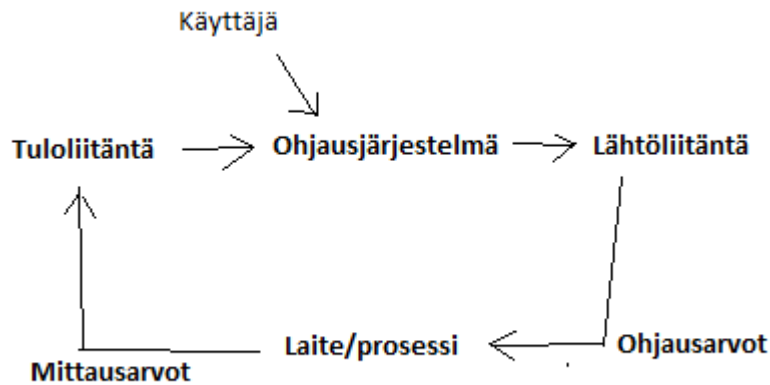 Käyttäjä
Tuloliitäntä
Ohjausjärjestelmä
Lähtöliitäntä
Laite/prosessi
Ohjausarvot
Mittausarvot